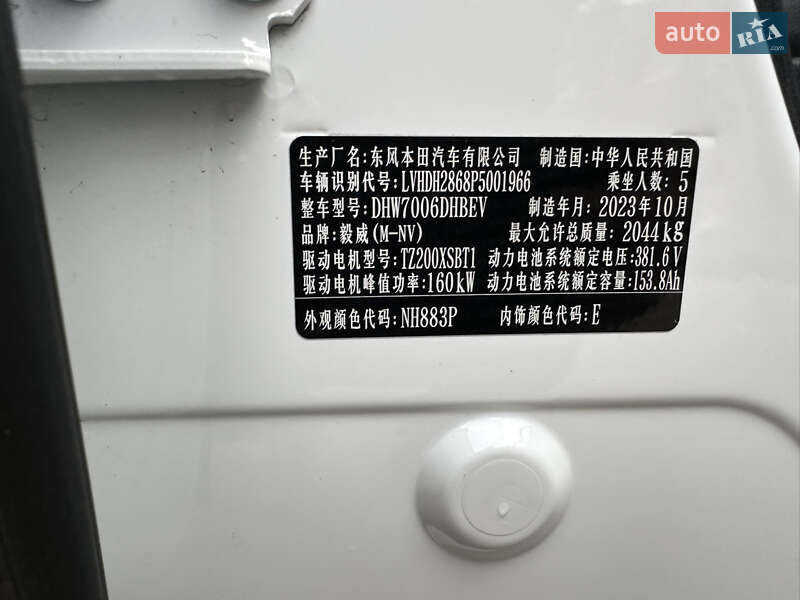 auto RIA
.com
生产厂名:东风本田汽车有限公司 制造国:中华人民共和国
车辆识别代号:LVHDH2868P5001966 乘坐人数:5
整车型号:DHW7006DHBEV 制造年月:2023年10月
品牌:毅威(M-NV) 最大允许总质量:2044kg
驱动电机型号:TZ200XSBT1 动力电池系统额定电压:381.6V
驱动电机峰值功率:160kW 动力电池系统额定容量:153.8Ah
外观颜色代码:NH883P 内饰颜色代码:E